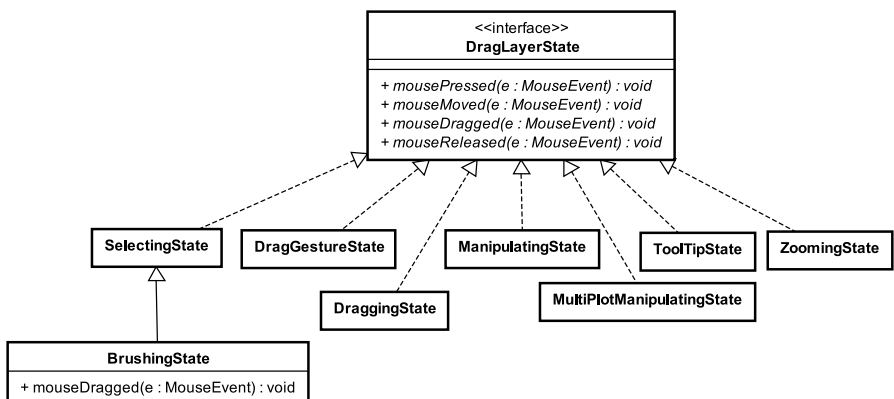 <<interface>>
DragLayerState
+ mousePressed(e : MouseEvent) : void
+ mouseMoved(e : MouseEvent) : void
+ mouseDragged(e : MouseEvent) : void
+ mouseReleased(e : MouseEvent) : void
SelectingState
DragGestureState
ManipulatingState
ToolTipState
ZoomingState
DraggingState
MultiPlotManipulatingState
BrushingState
+ mouseDragged(e : MouseEvent) : void